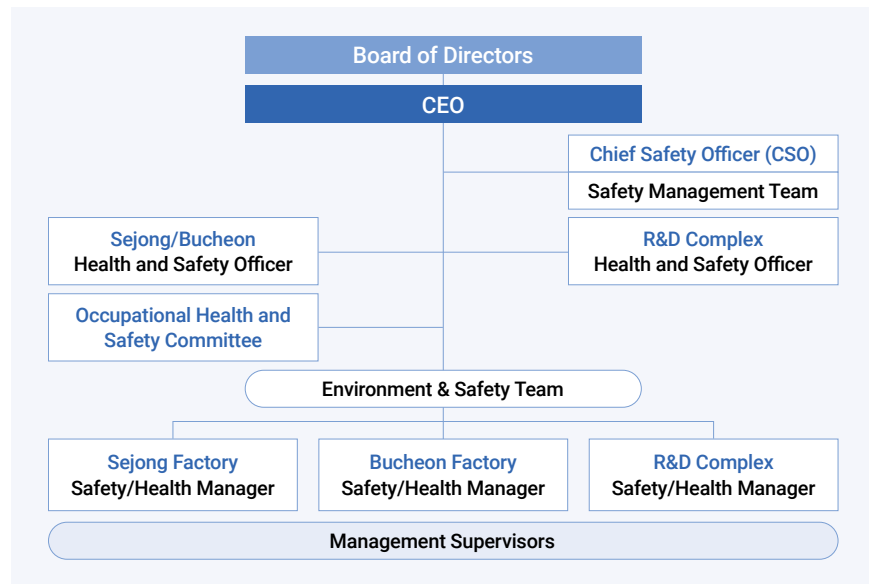 Board of Directors
CEO
Chief Safety Officer (CSO)
Safety Management Team
Sejong/Bucheon
Health and Safety Officer
R&D Complex
Health and Safety Officer
Occupational Health and
Safety Committee
Environment & Safety Team
Sejong Factory
Safety/Health Manager
Bucheon Factory
Safety/Health Manager
R&D Complex
Safety/Health Manager
Management Supervisors